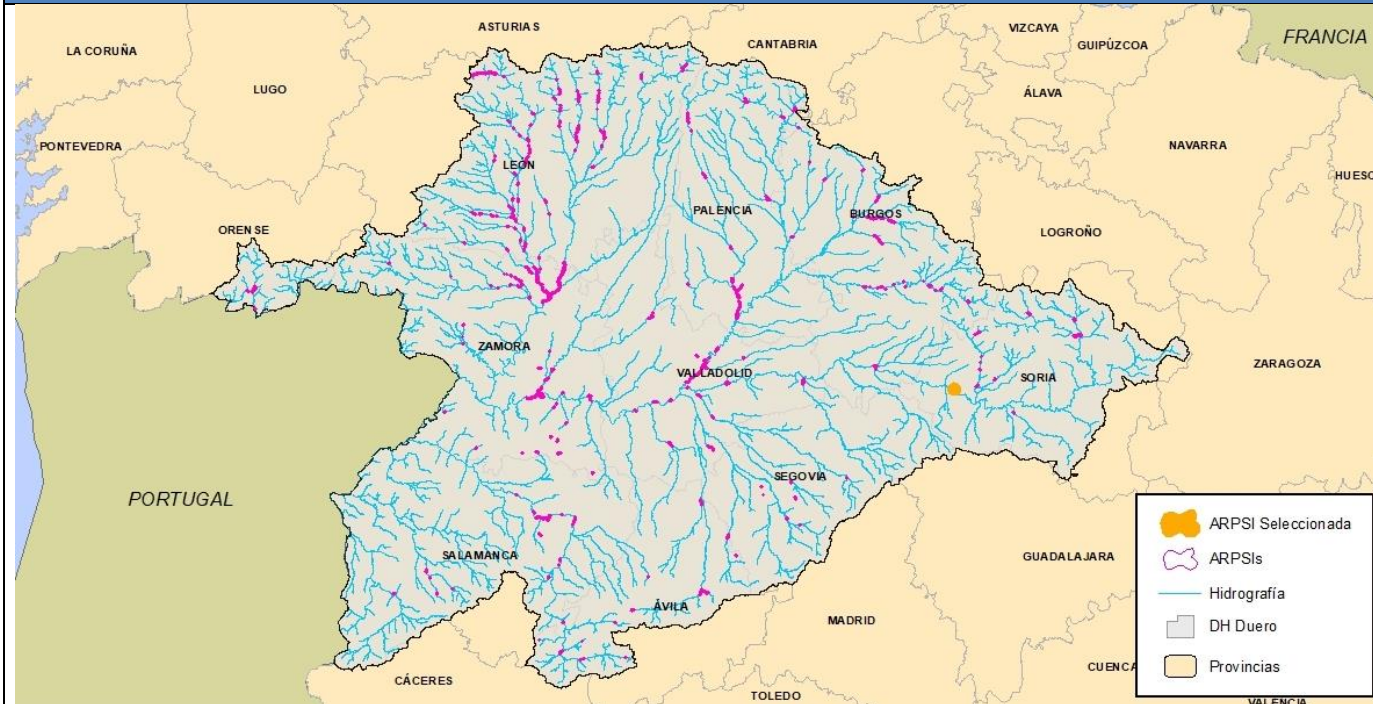 ASTURIAS
VIZCAYA
FRANCIA
LA CORUÑA
CANTABRIA
GUIPÚZCOA
LUGO
ÁLAVA
PONTEVEDRA
NAVARRA
LEÓN
HUESC
PALENCIA
BURGOS
ORENSE
LOGROÑO
ZAMORA
VALLADOLID
SORIA
ZARAGOZA
SEGOVIA
PORTUGAL
SALAMANCA
GUADALAJARA
ÁVILA
MADRID
CÁCERES
TOLEDO
CUENCA
VALENCIA
ARPSI Seleccionada
ARPSIs
Hidrografía
DH Duero
Provincias